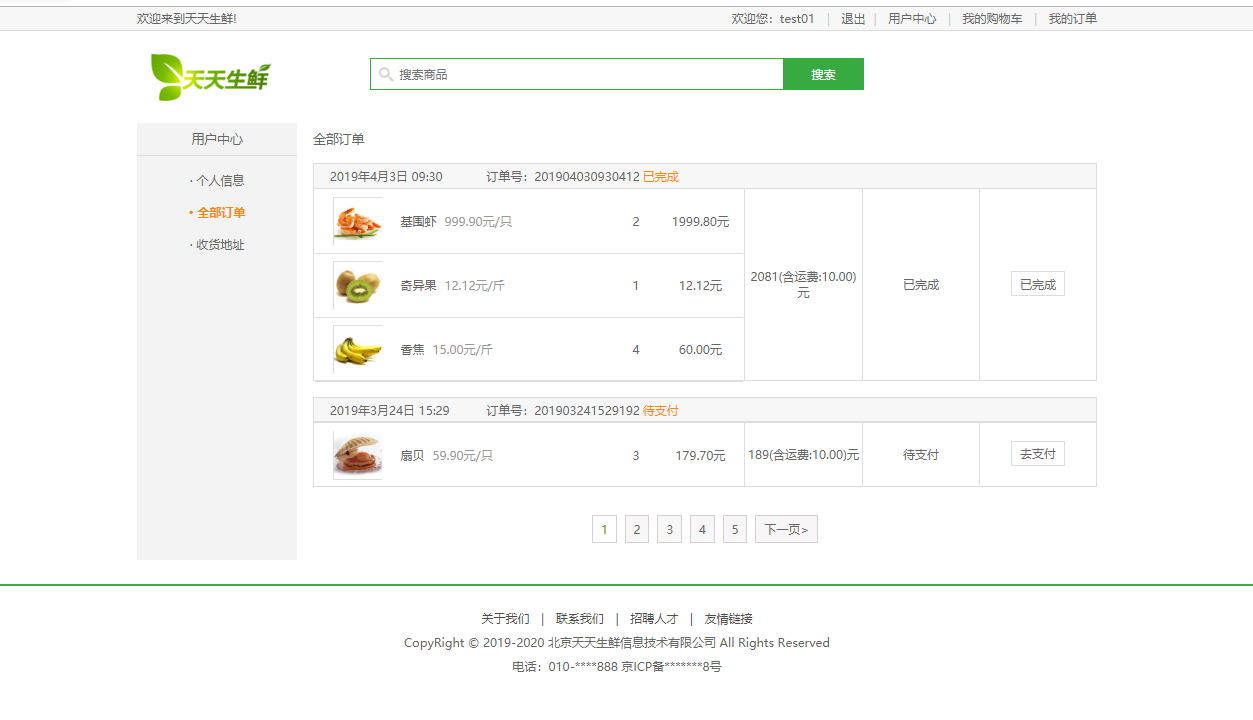 欢迎来到天天生鲜!
欢迎您：test01 | 退出 | 用户中心 | 我的购物车 | 我的订单
天天生鲜
搜索商品
搜索
用户中心
· 个人信息
· 全部订单
· 收货地址
全部订单
2019年4月3日 09:30 订单号：201904030930412 已完成
基围虾 999.90元/只 2 1999.80元
奇异果 12.12元/斤 1 12.12元
香焦 15.00元/斤 4 60.00元
2081(含运费:10.00)
元
已完成
已完成
2019年3月24日 15:29 订单号：201903241529192 待支付
扇贝 59.90元/只 3 179.70元 189(含运费:10.00)元 待支付 去支付
1 2 3 4 5 下一页>
关于我们 | 联系我们 | 招聘人才 | 友情链接
CopyRight © 2019-2020 北京天天生鲜信息技术有限公司 All Rights Reserved
电话：010-****888 京ICP备*******8号